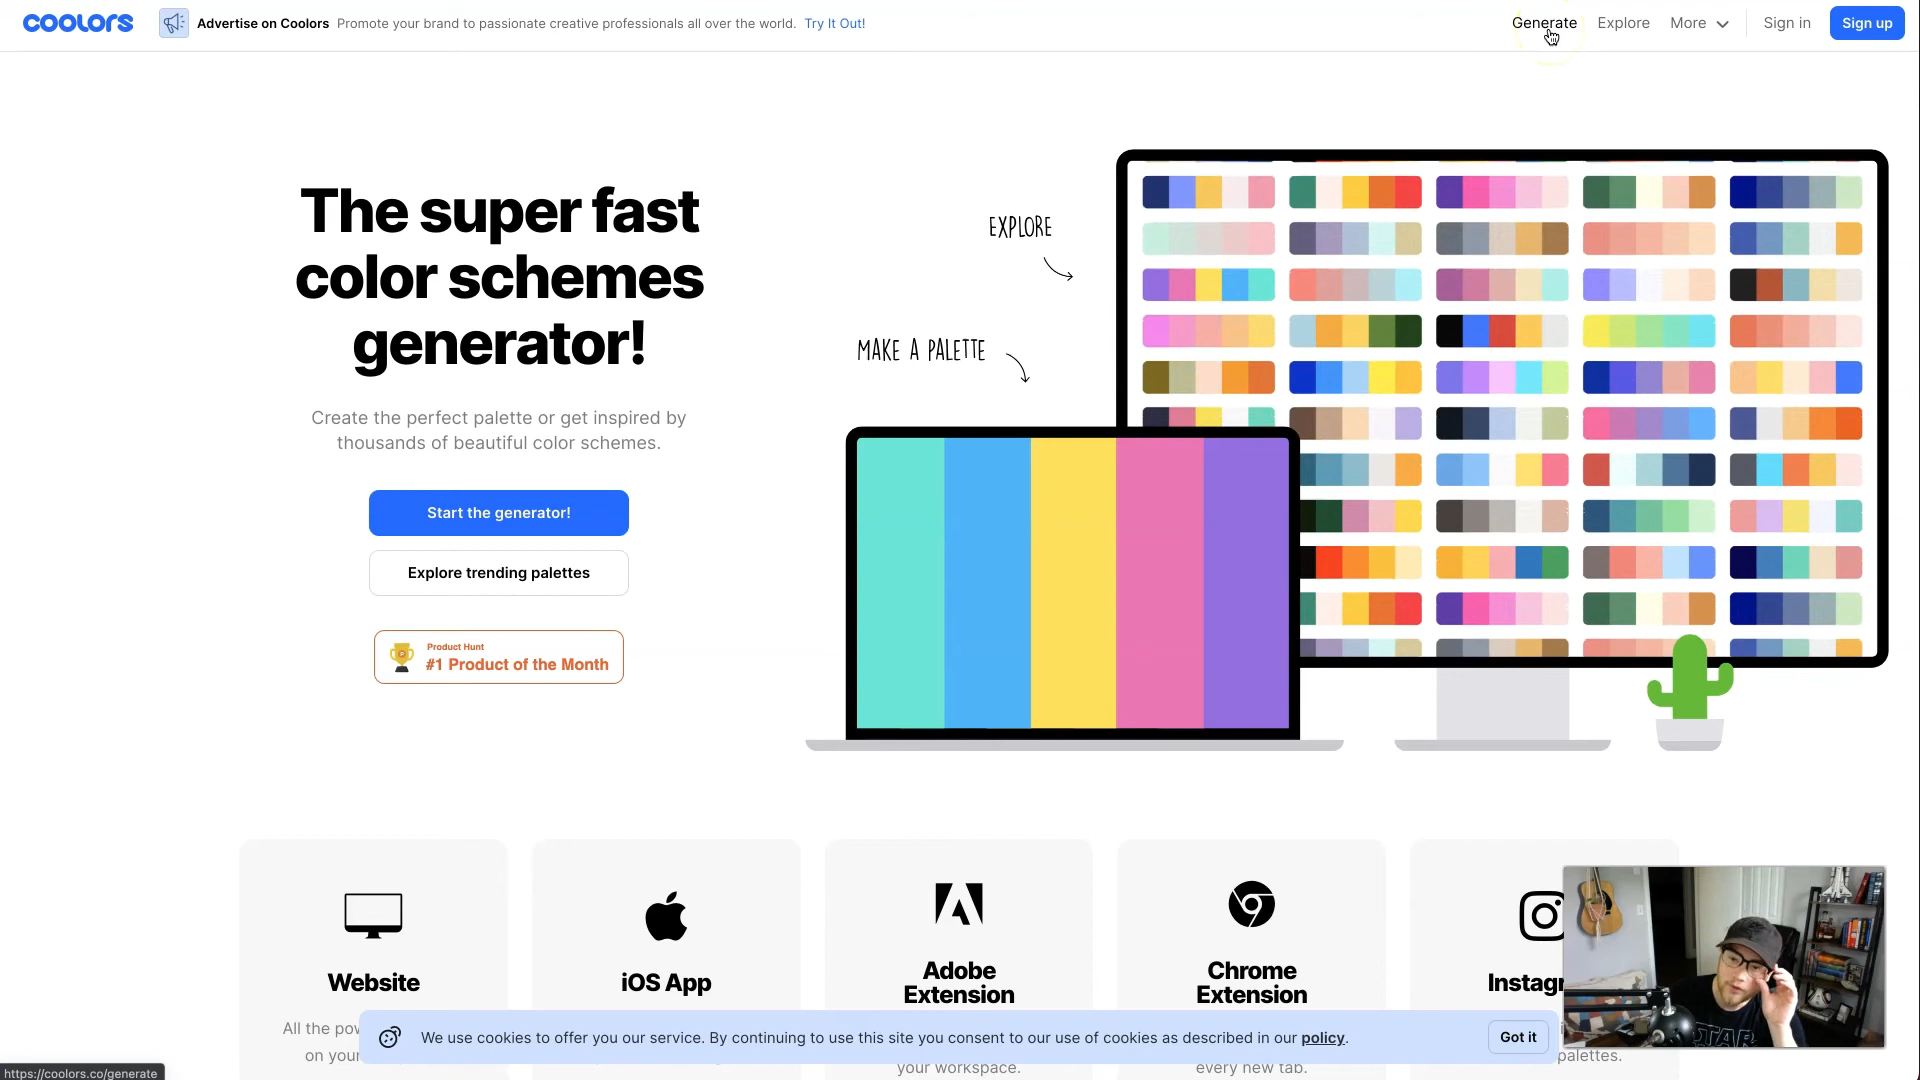 coolors
Advertise on Coolors Promote your brand to passionate creative professionals all over the world. Try It Out!
Generate Explore More Sign in Sign up
The super fast
color schemes
generator!
Create the perfect palette or get inspired by
thousands of beautiful color schemes.
Start the generator!
Explore trending palettes
Product Hunt
#1 Product of the Month
EXPLORE
MAKE A PALETTE
Website
iOS App
Adobe
Extension
Chrome
Extension
Instagr
All the pow
on your
your workspace.
every new tab.
palettes.
We use cookies to offer you our service. By continuing to use this site you consent to our use of cookies as described in our policy.
Got it
STAR
https://coolors.co/generate